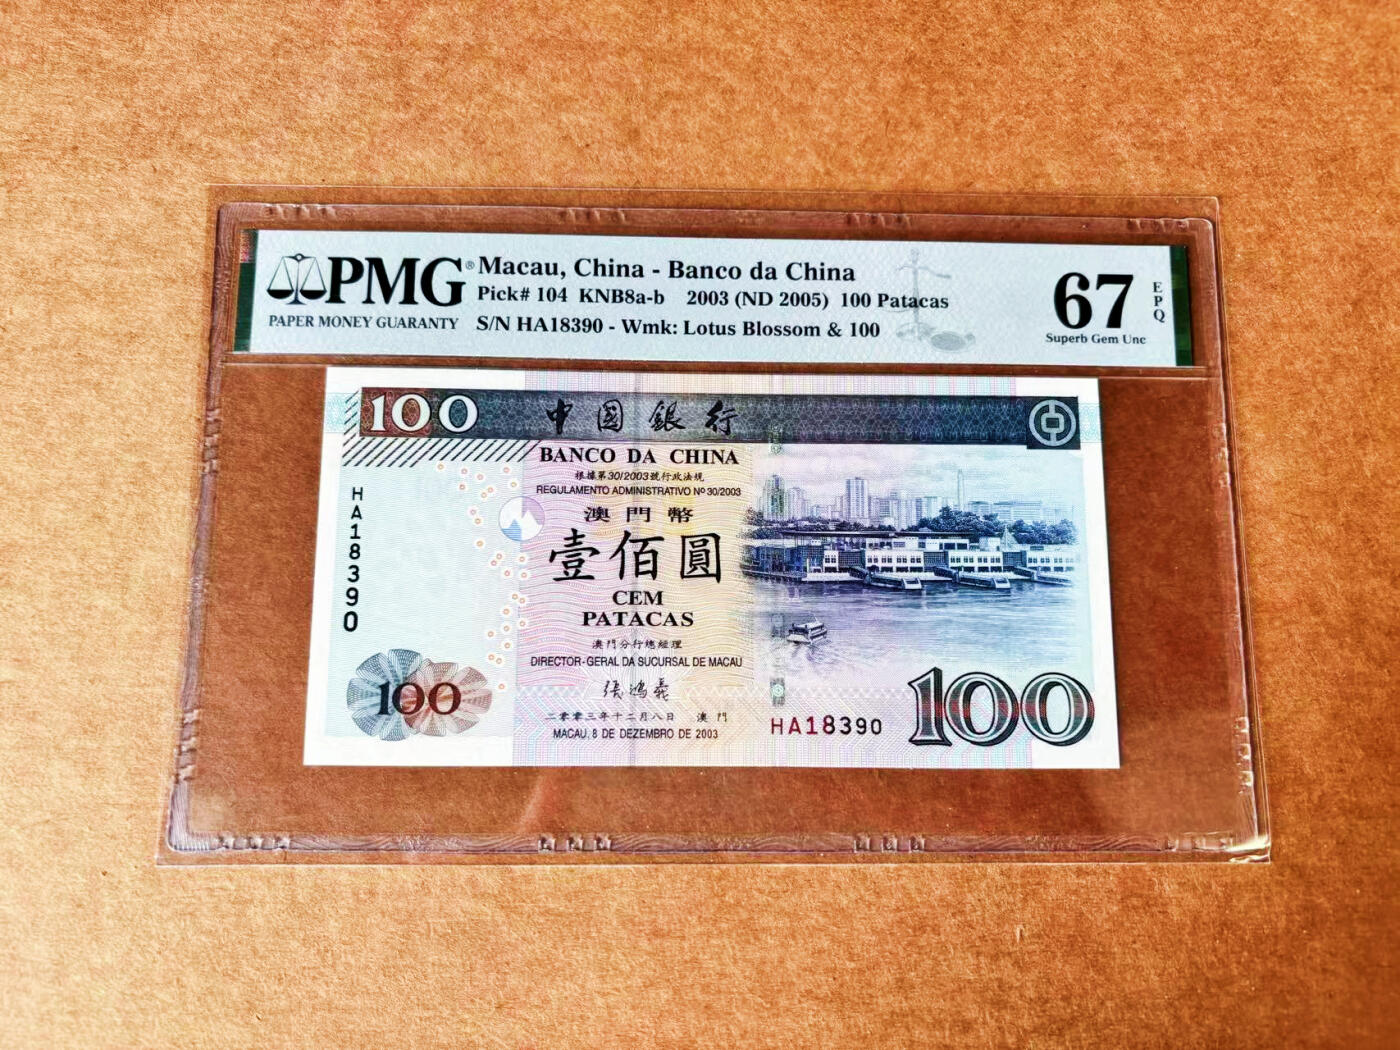 PMG®
PAPER MONEY GUARANTY
Macau, China - Banco da China
Pick# 104 KNB8a-b 2003 (ND 2005) 100 Patacas
S/N HA18390 - Wmk: Lotus Blossom & 100
67
EPQ
Superb Gem Unc
100
中國銀行
BANCO DA CHINA
根據第30/2003號行政法規
REGULAMENTO ADMINISTRATIVO Nº 30/2003
澳門幣
壹佰圓
CEM
PATACAS
澳門分行總經理
DIRECTOR-GERAL DA SUCURSAL DE MACAU
張鴻義
二零零三年十二月八日 澳門
MACAU, 8 DE DEZEMBRO DE 2003
HA18390
100
HA18390
100